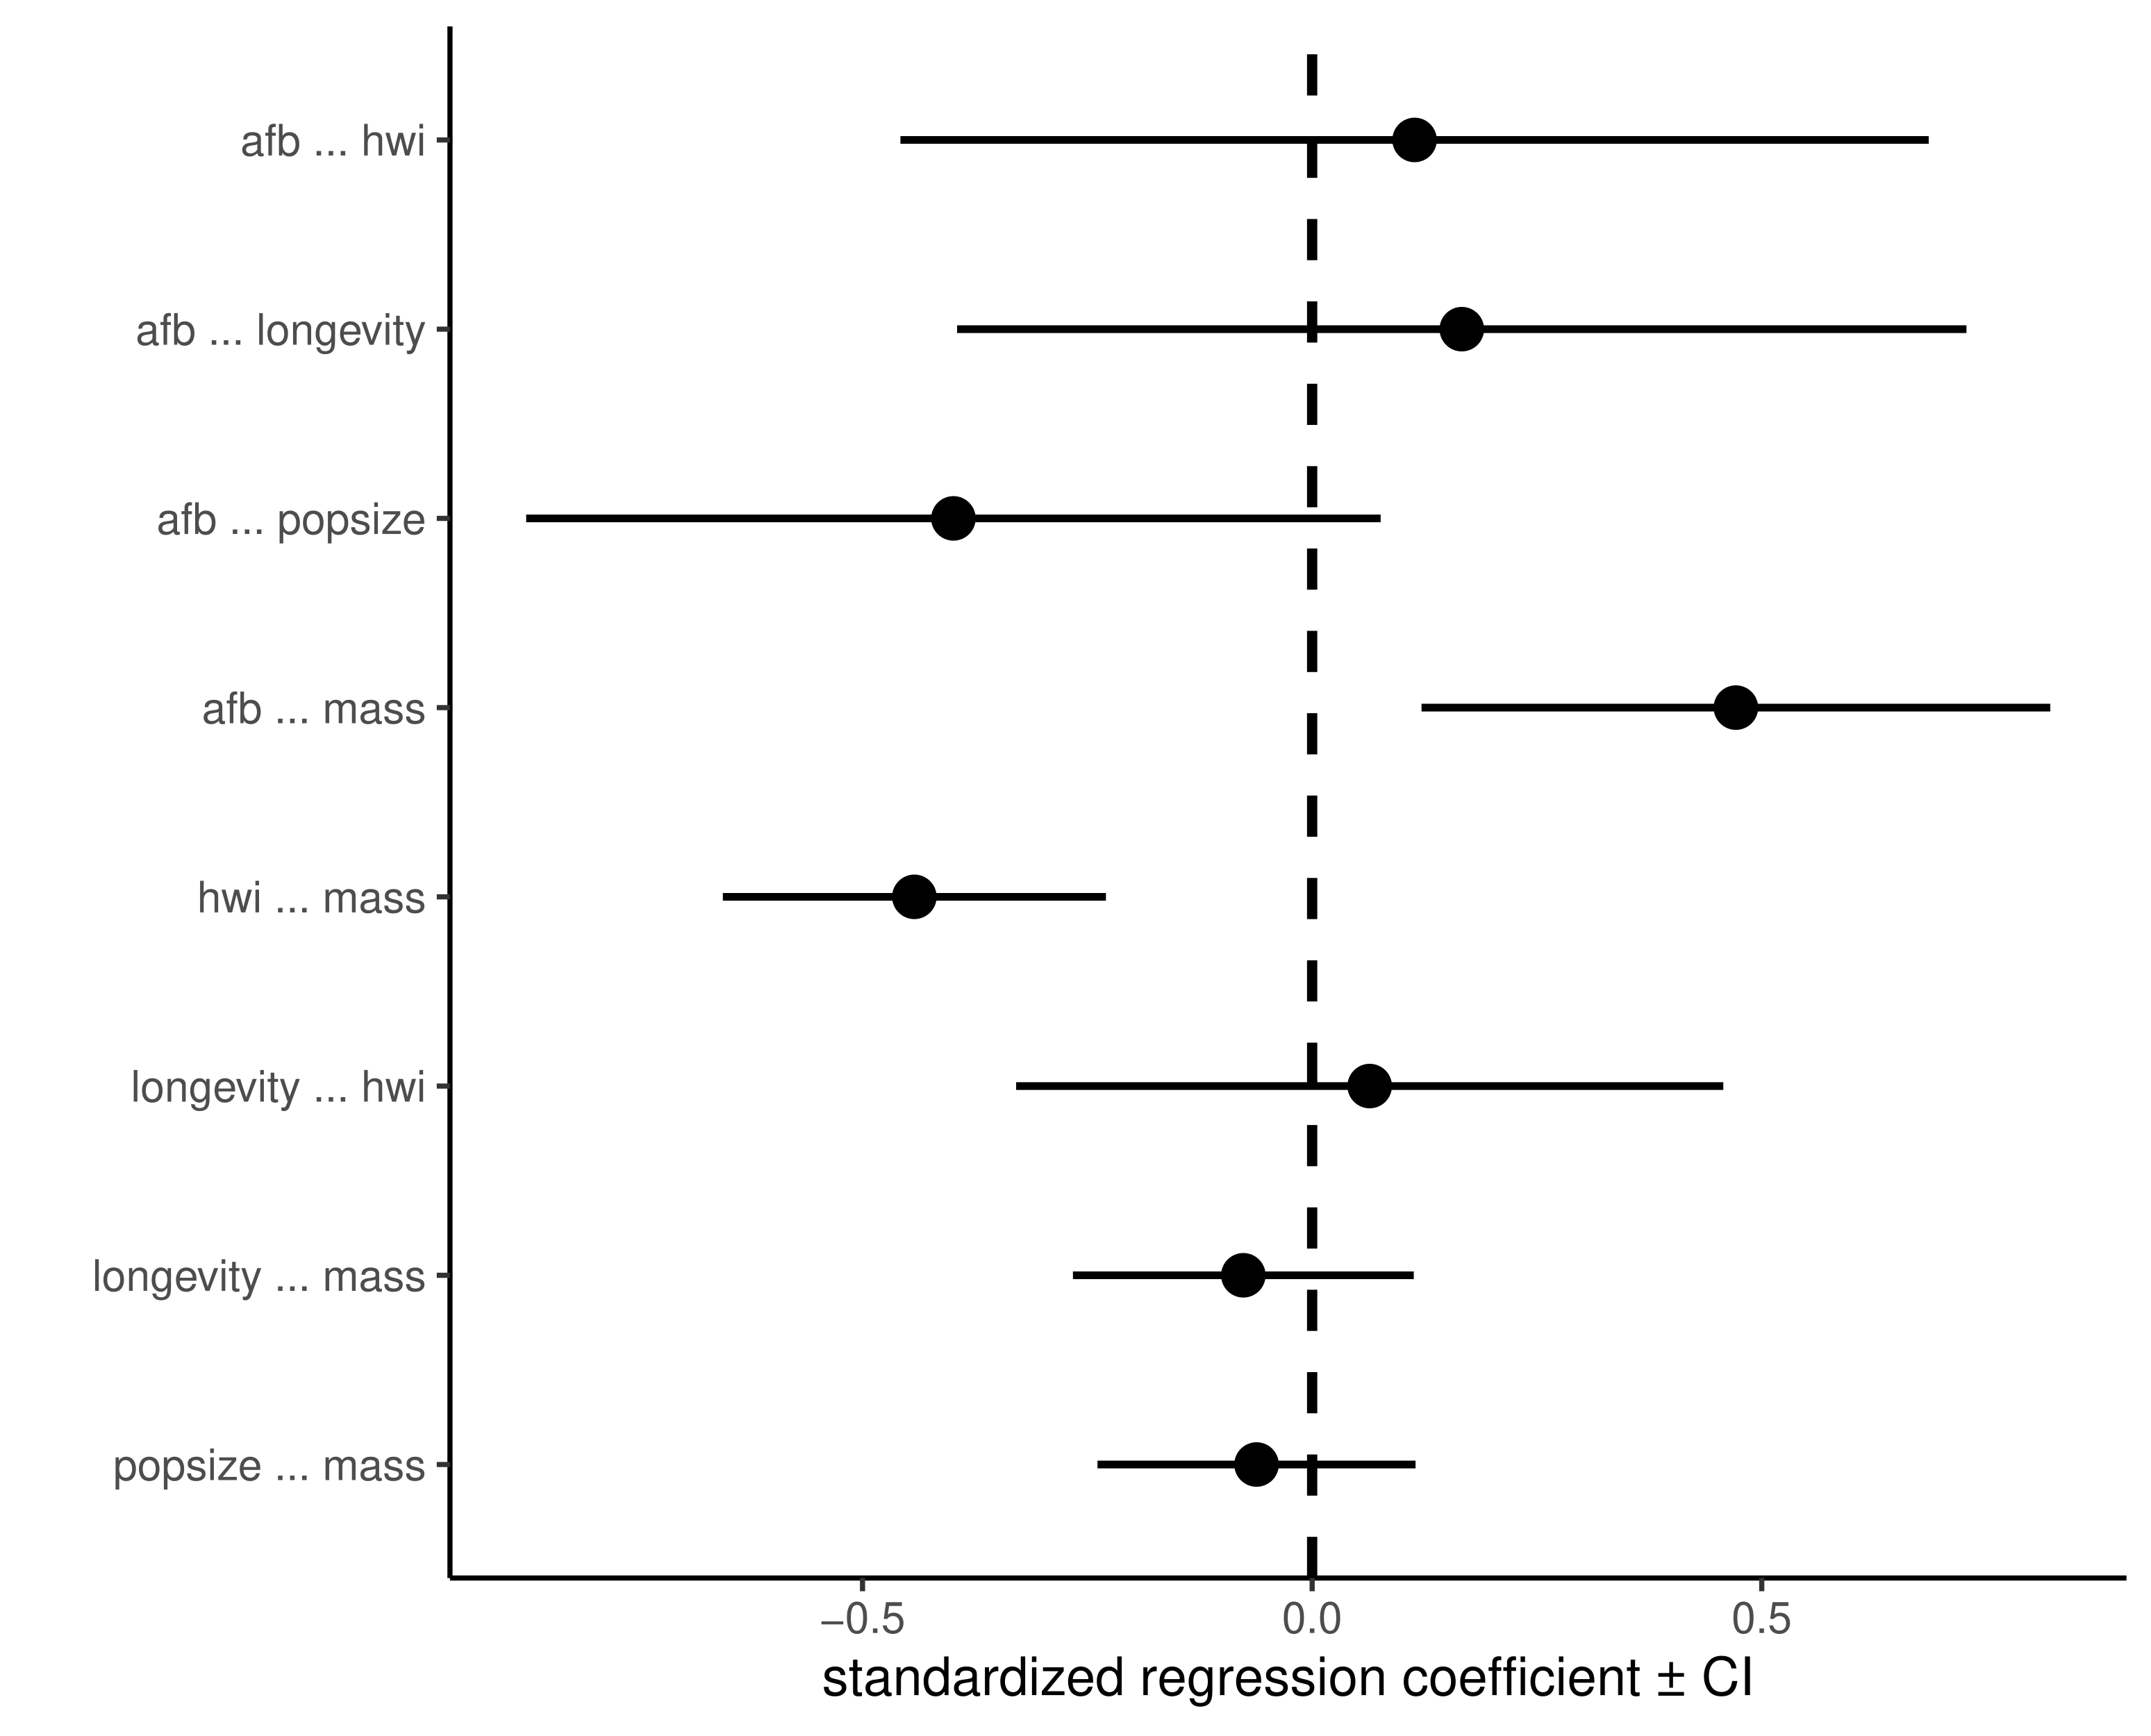 afb ... hwi
afb ... longevity
afb ... popsize
afb ... mass
hwi ... mass
longevity ... hwi
longevity ... mass
popsize ... mass
−0.5 0.0 0.5
standardized regression coefficient ± CI